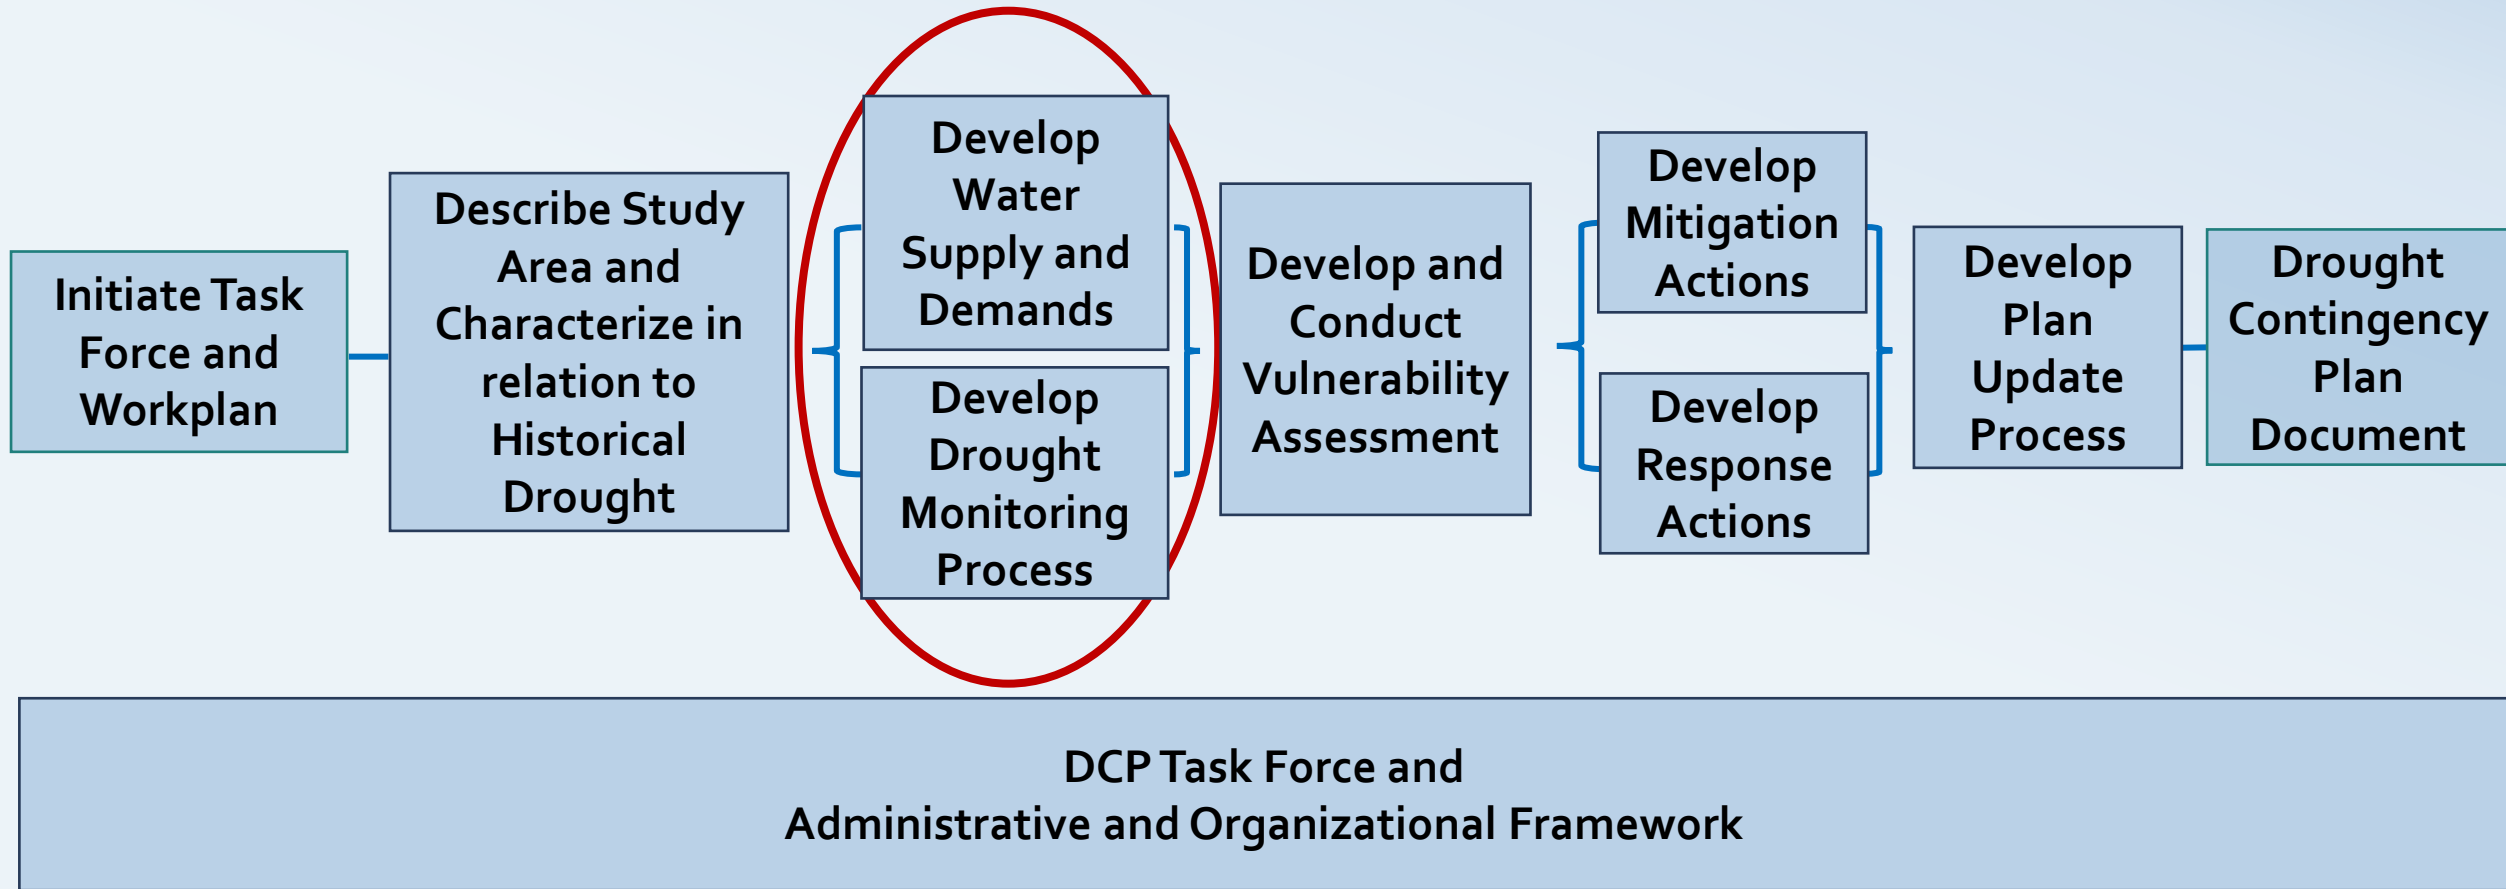 Initiate Task
Force and
Workplan
Describe Study
Area and
Characterize in
relation to
Historical
Drought
Develop
Water
Supply and
Demands
Develop
Drought
Monitoring
Process
Develop and
Conduct
Vulnerability
Assessment
Develop
Mitigation
Actions
Develop
Response
Actions
Develop
Plan
Update
Process
Drought
Contingency
Plan
Document
DCP Task Force and
Administrative and Organizational Framework